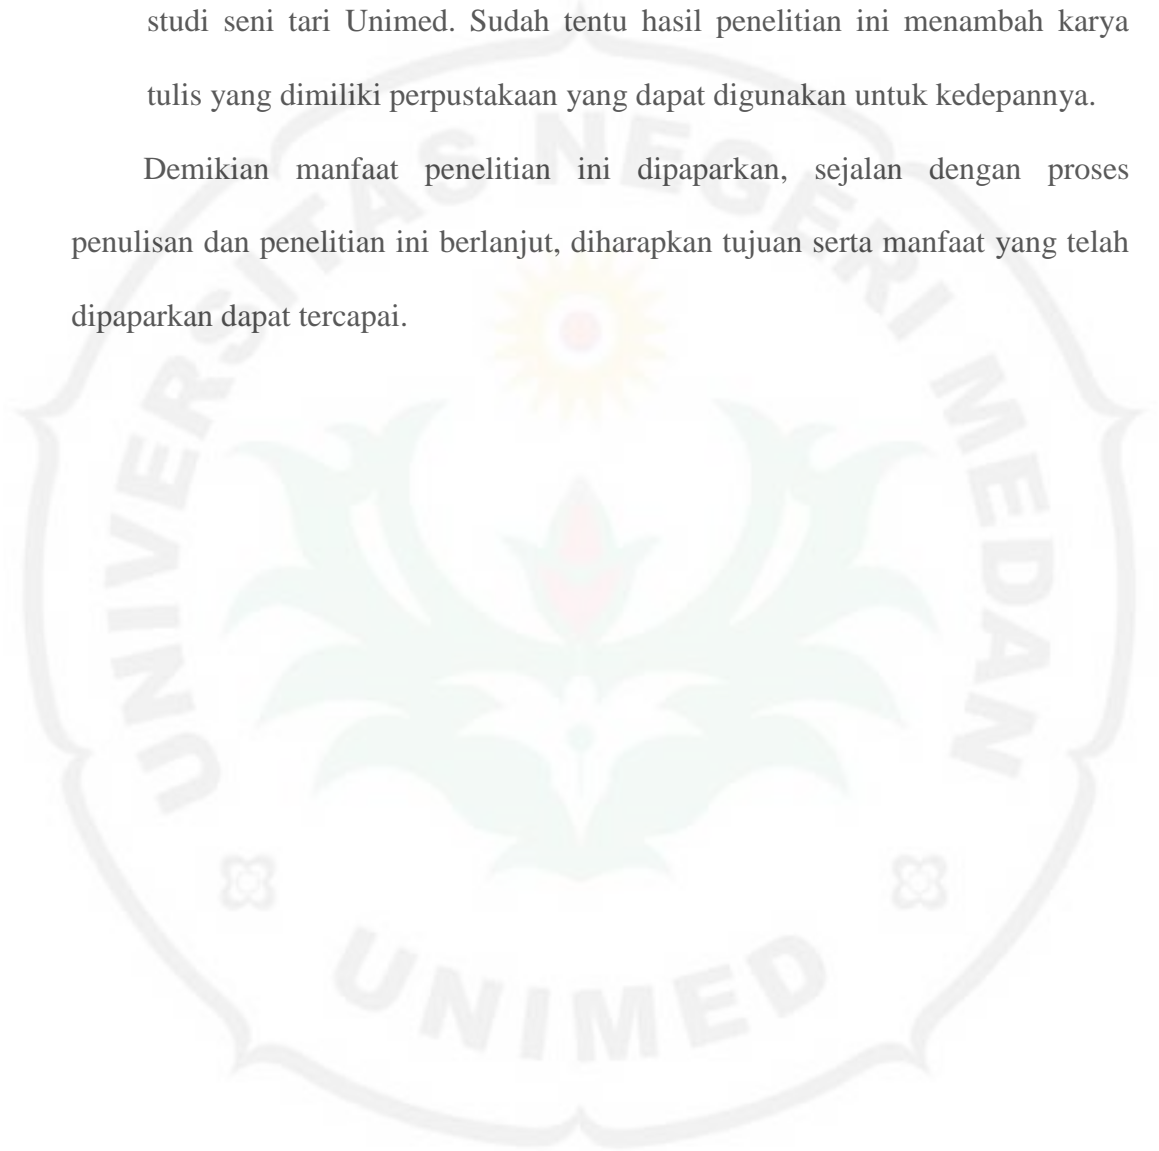 studi seni tari Unimed. Sudah tentu hasil penelitian ini menambah karya
tulis yang dimiliki perpustakaan yang dapat digunakan untuk kedepannya.
Demikian manfaat penelitian ini dipaparkan, sejalan dengan proses
penulisan dan penelitian ini berlanjut, diharapkan tujuan serta manfaat yang telah
dipaparkan dapat tercapai.
UNIVERSITAS NEGERI MEDAN
UNIMED